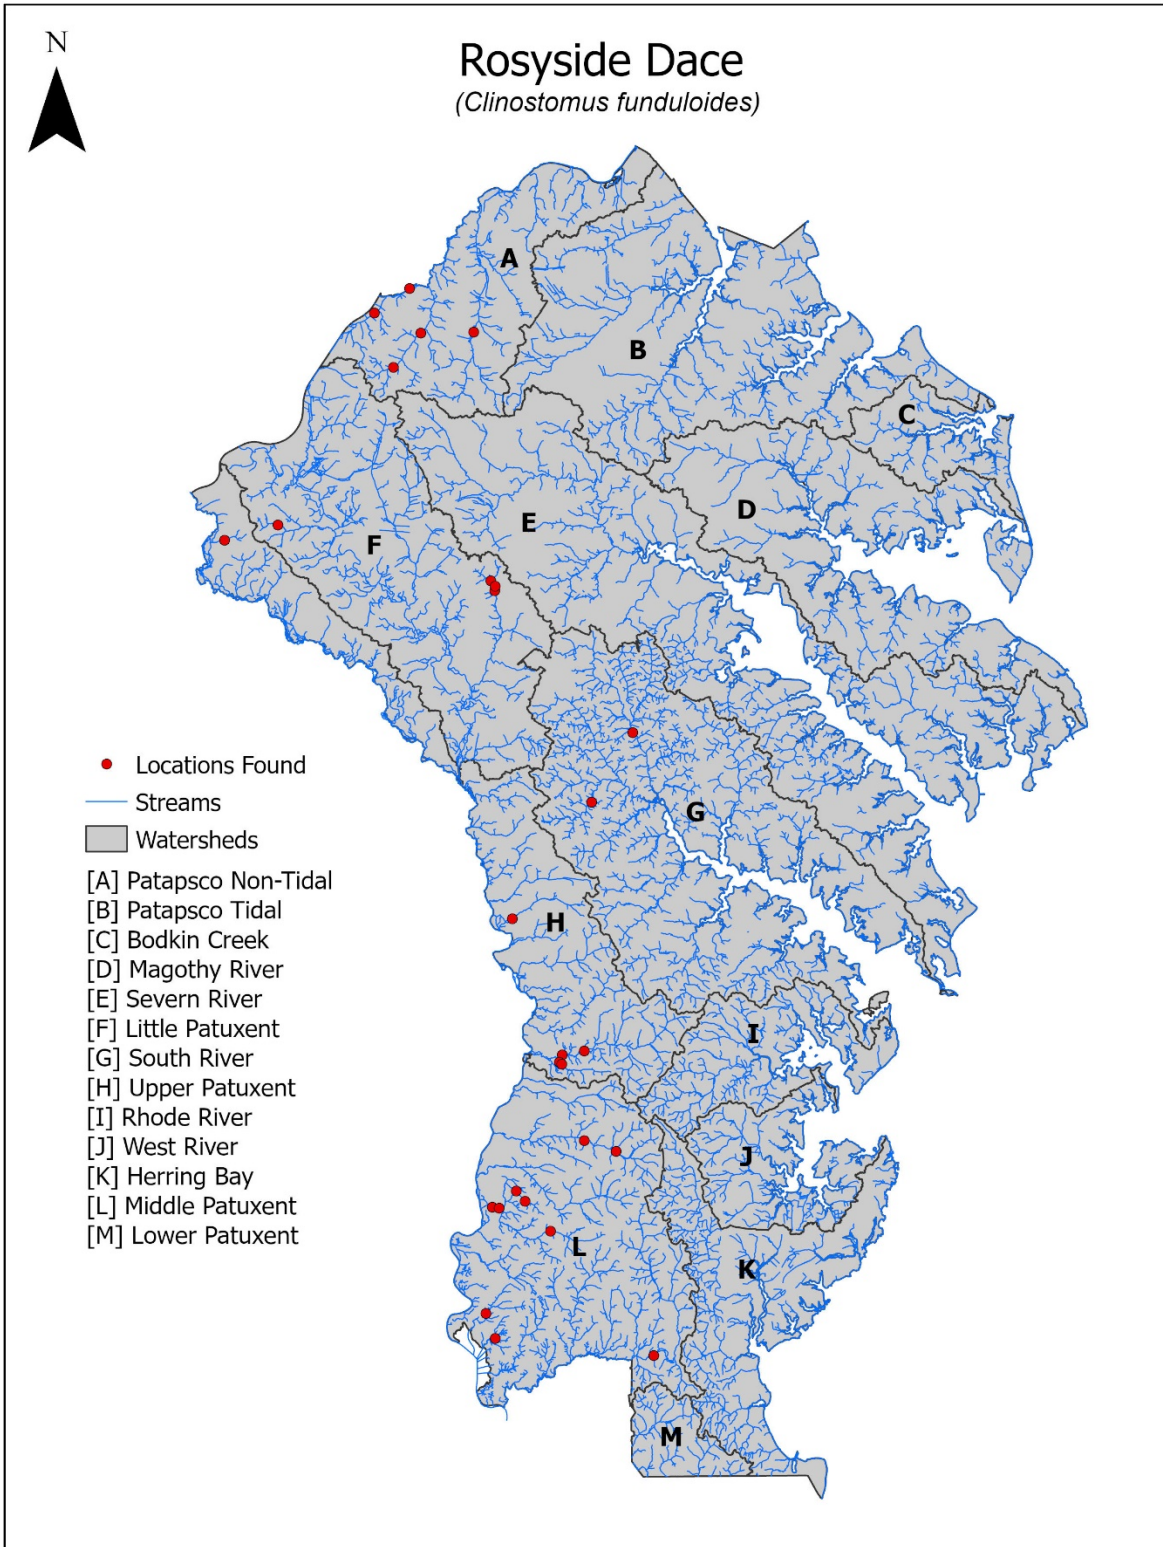 N
Rosyside Dace
(Clinostomus funduloides)
A
B
C
D
E
F
G
H
I
J
K
L
M
Locations Found
Streams
Watersheds
[A] Patapsco Non-Tidal
[B] Patapsco Tidal
[C] Bodkin Creek
[D] Magothy River
[E] Severn River
[F] Little Patuxent
[G] South River
[H] Upper Patuxent
[I] Rhode River
[J] West River
[K] Herring Bay
[L] Middle Patuxent
[M] Lower Patuxent